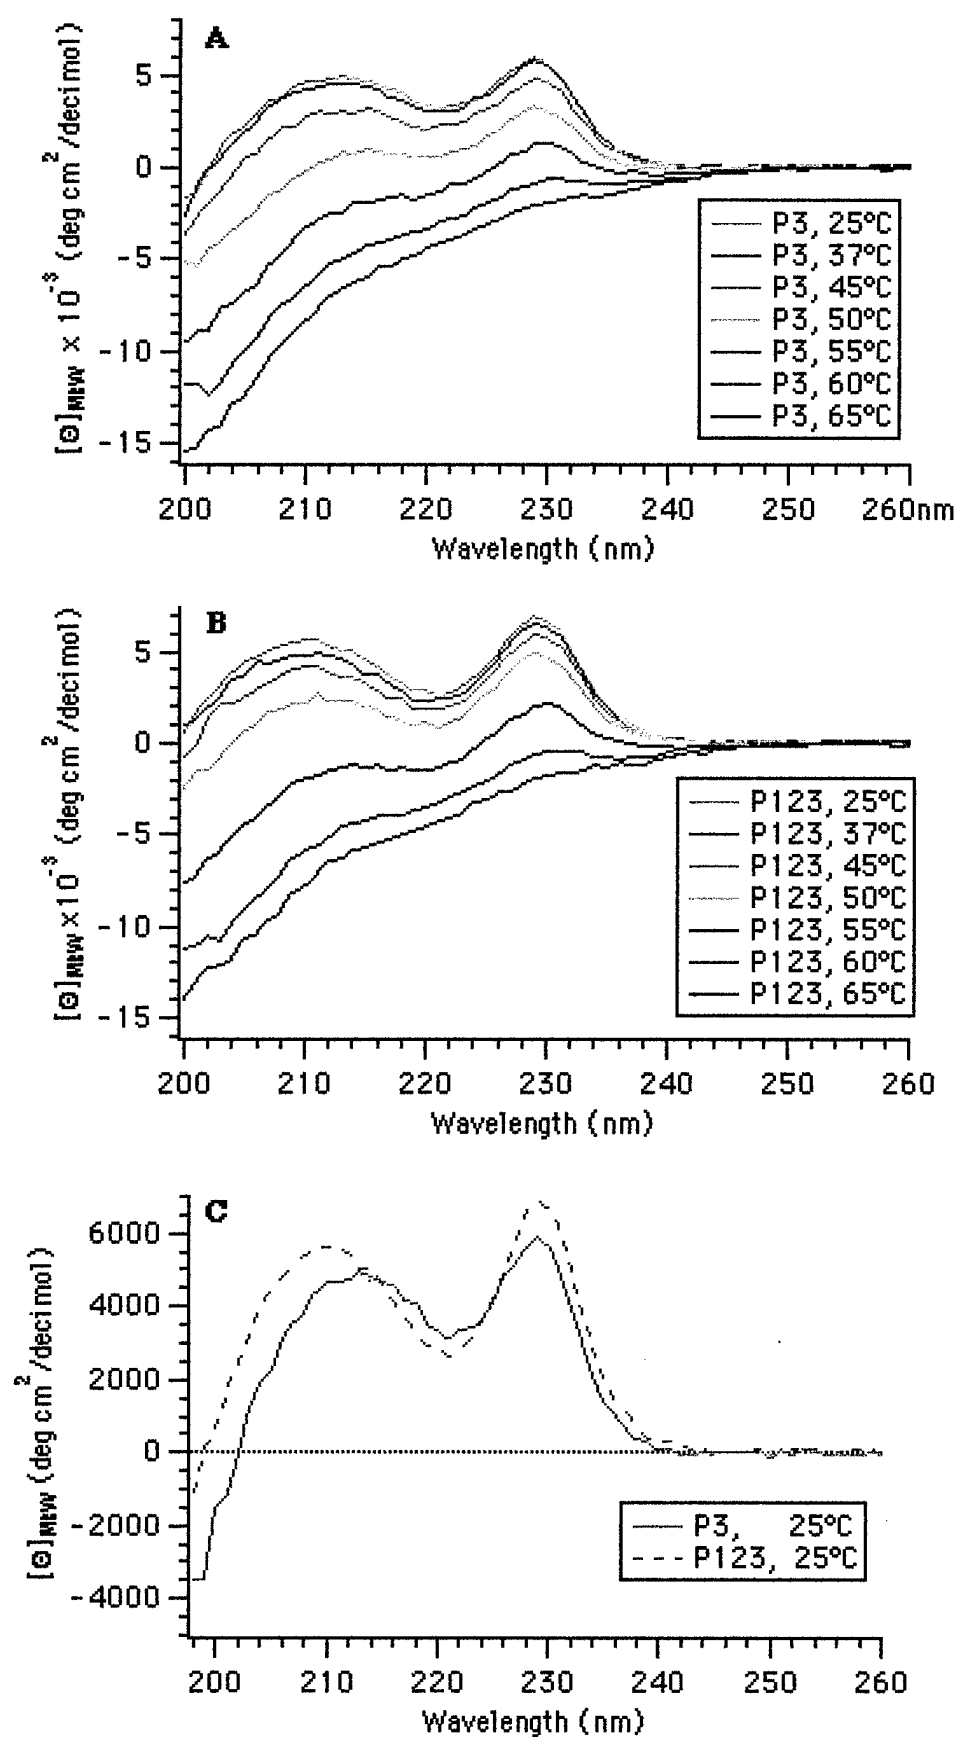 A
[Θ]MRW x 10-3 (deg cm2/decimol)
5
0
-5
-10
-15
P3, 25°C
P3, 37°C
P3, 45°C
P3, 50°C
P3, 55°C
P3, 60°C
P3, 65°C
200 210 220 230 240 250 260nm
Wavelength (nm)
B
[Θ]MRW x10-3 (deg cm2/decimol)
5
0
-5
-10
-15
P123, 25°C
P123, 37°C
P123, 45°C
P123, 50°C
P123, 55°C
P123, 60°C
P123, 65°C
200 210 220 230 240 250 260
Wavelength (nm)
C
[Θ]MRW (deg cm2/decimol)
6000
4000
2000
0
-2000
-4000
P3, 25°C
P123, 25°C
200 210 220 230 240 250 260
Wavelength (nm)